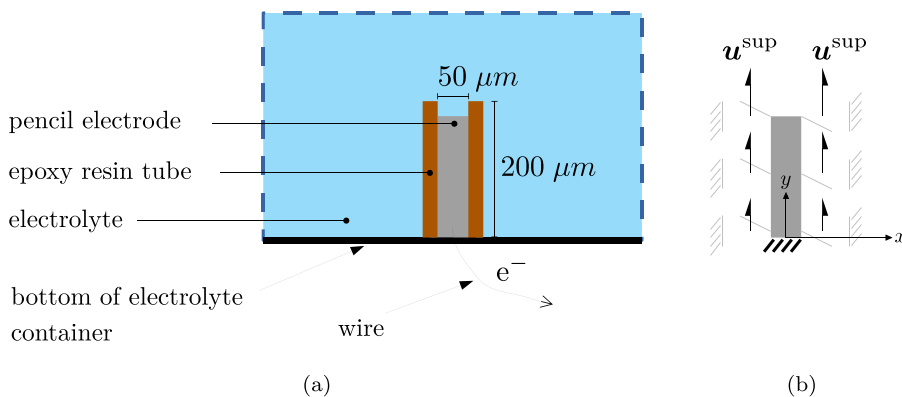 50 μm
pencil electrode
epoxy resin tube
200 μm
electrolyte
e⁻
bottom of electrolyte
container
wire
(a)
u^sup u^sup
y
x
(b)